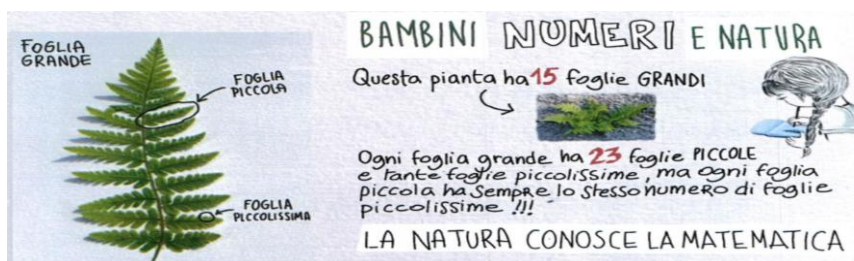 FOGLIA
GRANDE
FOGLIA
PICCOLA
FOGLIA
PICCOLISSIMA
BAMBINI NUMERI E NATURA
Questa pianta ha 15 foglie GRANDI
Ogni foglia grande ha 23 foglie PICCOLE
e tante foglie piccolissime, ma ogni foglia
piccola ha sempre lo stesso numero di foglie
piccolissime !!!
LA NATURA CONOSCE LA MATEMATICA